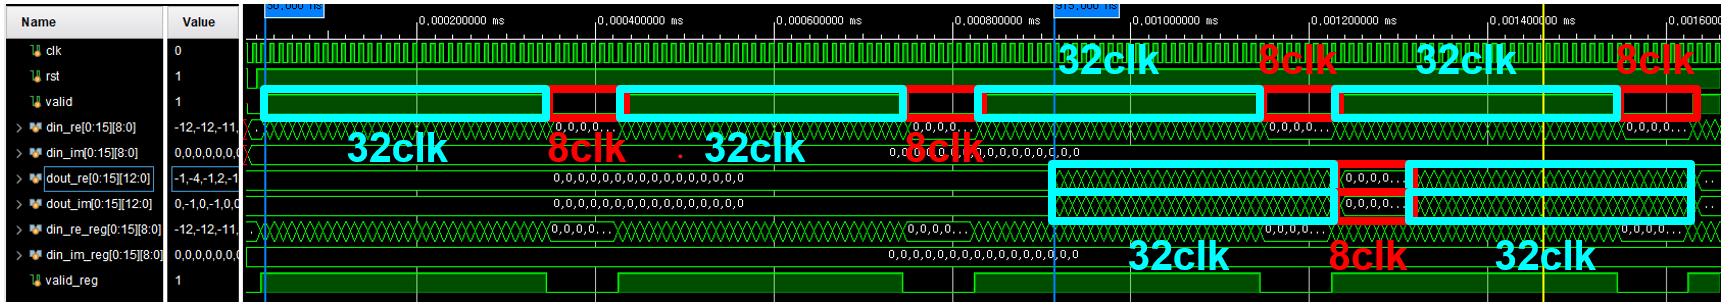 Name Value
30,000 ns 915,000 ns
0.000200000 ms 0.000400000 ms 0.000600000 ms 0.000800000 ms 0.001000000 ms 0.001200000 ms 0.001400000 ms 0.0016000
clk 0
32clk 8clk 32clk 8clk
rst 1
valid 1
din_re[0:15][8:0] -12,-12,-11, 0,0,0,0... 0,0,0,0... 0,0,0,0... 0,0,0,0...
32clk 8clk 32clk 8clk
din_im[0:15][8:0] 0,0,0,0,0,0 0,0,0,0,0,0,0,0,0,0,0,0,0,0,0,0
dout_re[0:15][12:0] -1,-4,-1,2,-1 0,0,0,0,0,0,0,0,0,0,0,0,0,0,0,0 0,0,0,0... ..
dout_im[0:15][12:0] 0,-1,0,-1,0,0 0,0,0,0,0,0,0,0,0,0,0,0,0,0,0,0 0,0,0,0... ..
din_re_reg[0:15][8:0] -12,-12,-11, 0,0,0,0... 0,0,0,0... 0,0,0,0... 0,0,0,0...
32clk 8clk 32clk
din_im_reg[0:15][8:0] 0,0,0,0,0,0 0,0,0,0,0,0,0,0,0,0,0,0,0,0,0,0
valid_reg 1